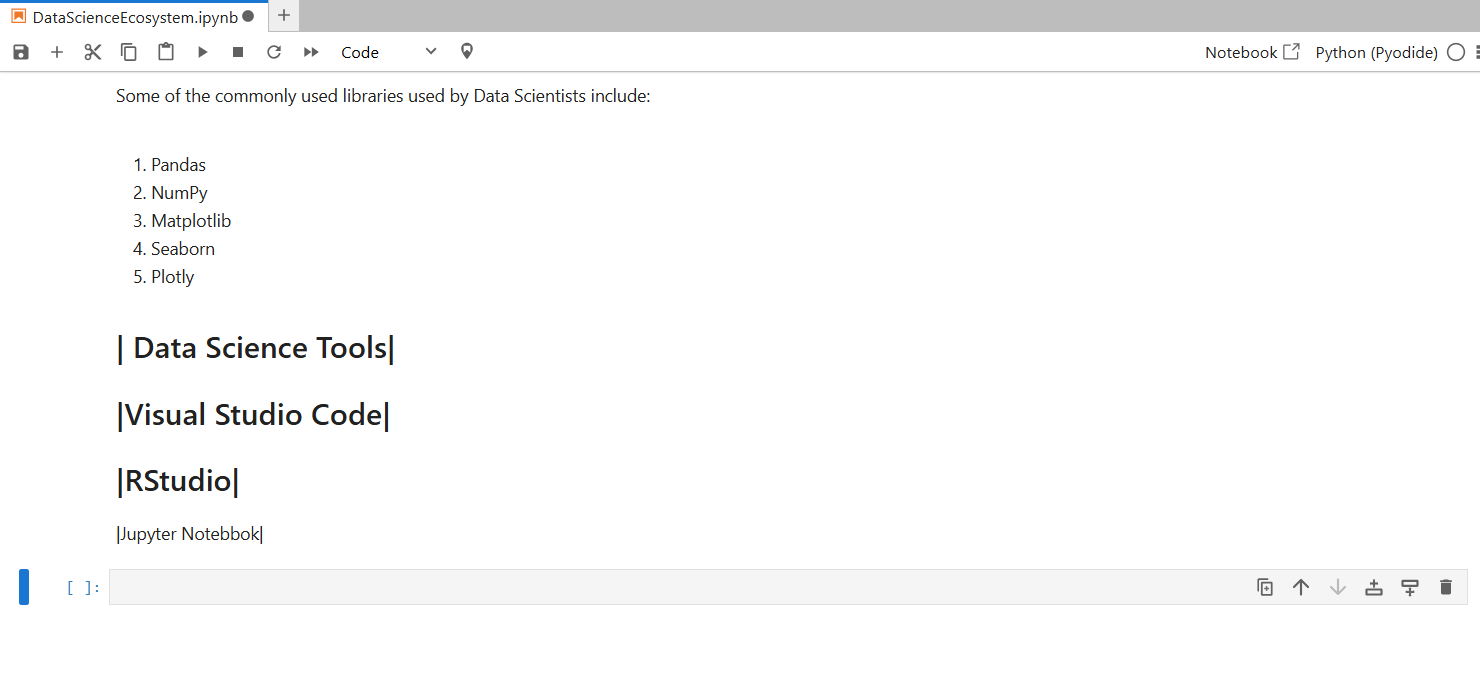 DataScienceEcosystem.ipynb
Code
Notebook
Python (Pyodide)
Some of the commonly used libraries used by Data Scientists include:
1. Pandas
2. NumPy
3. Matplotlib
4. Seaborn
5. Plotly
| Data Science Tools|
|Visual Studio Code|
|RStudio|
|Jupyter Notebbok|
[ ]: